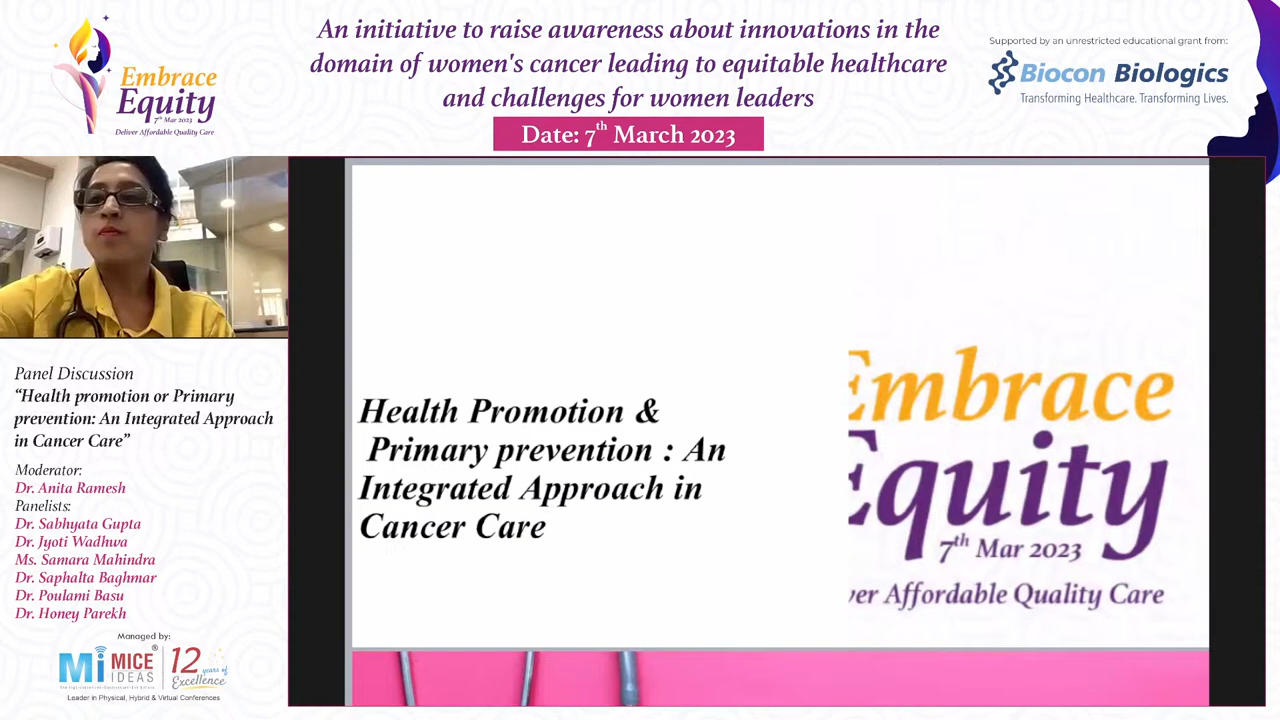 An initiative to raise awareness about innovations in the
domain of women's cancer leading to equitable healthcare
and challenges for women leaders
Date: 7th March 2023
Embrace
Equity
7th Mar 2023
Deliver Affordable Quality Care
Supported by an unrestricted educational grant from:
Biocon Biologics
Transforming Healthcare. Transforming Lives.
Panel Discussion
“Health promotion or Primary
prevention: An Integrated Approach
in Cancer Care”
Moderator:
Dr. Anita Ramesh
Panelists:
Dr. Sabhyata Gupta
Dr. Jyoti Wadhwa
Ms. Samara Mahindra
Dr. Saphalta Baghmar
Dr. Poulami Basu
Dr. Honey Parekh
Managed by:
Mi MICE IDEAS®
12 years of Excellence
Leader in Physical, Hybrid & Virtual Conferences
Health Promotion &
Primary prevention : An
Integrated Approach in
Cancer Care
Embrace
Equity
7th Mar 2023
ver Affordable Quality Care